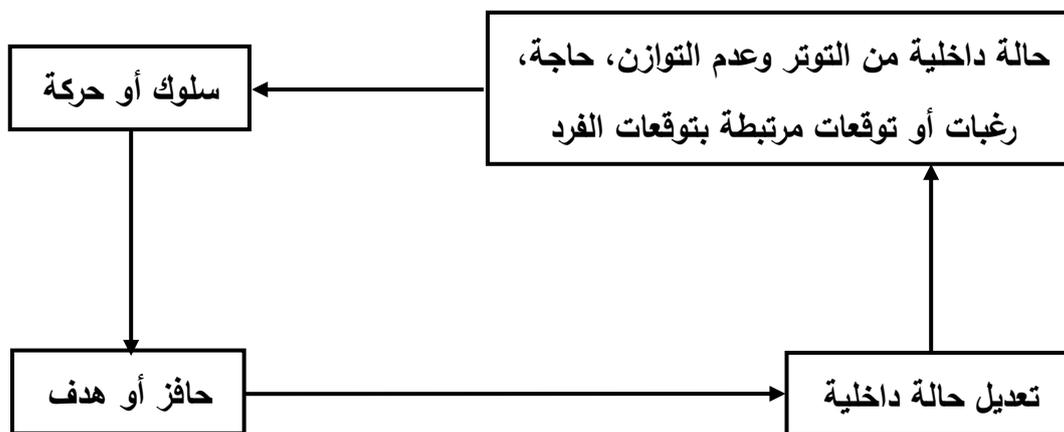 حالة داخلية من التوتر وعدم التوازن، حاجة،
رغبات أو توقعات مرتبطة بتوقعات الفرد
سلوك أو حركة
حافز أو هدف
تعديل حالة داخلية